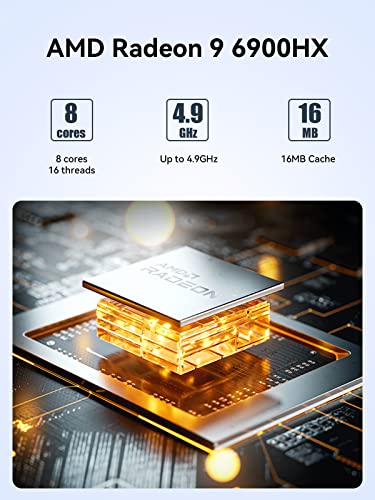 AMD Radeon 9 6900HX
8
cores
4.9
GHz
16
MB
8 cores
16 threads
Up to 4.9GHz
16MB Cache
AMD
RADEON